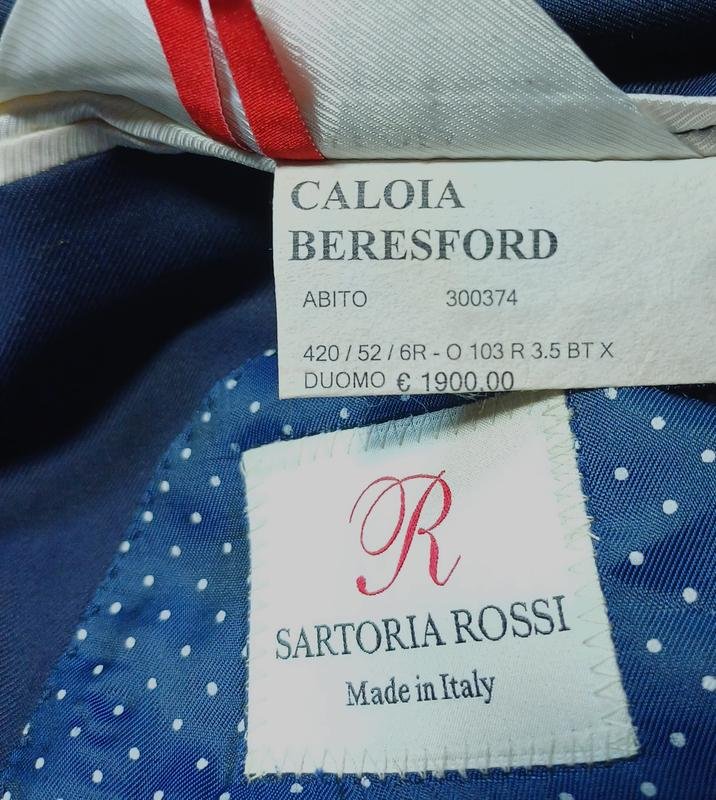 CALOIA
BERESFORD
ABITO 300374
420 / 52 / 6R - O 103 R 3.5 BT X
DUOMO € 1900,00
R
SARTORIA ROSSI
Made in Italy